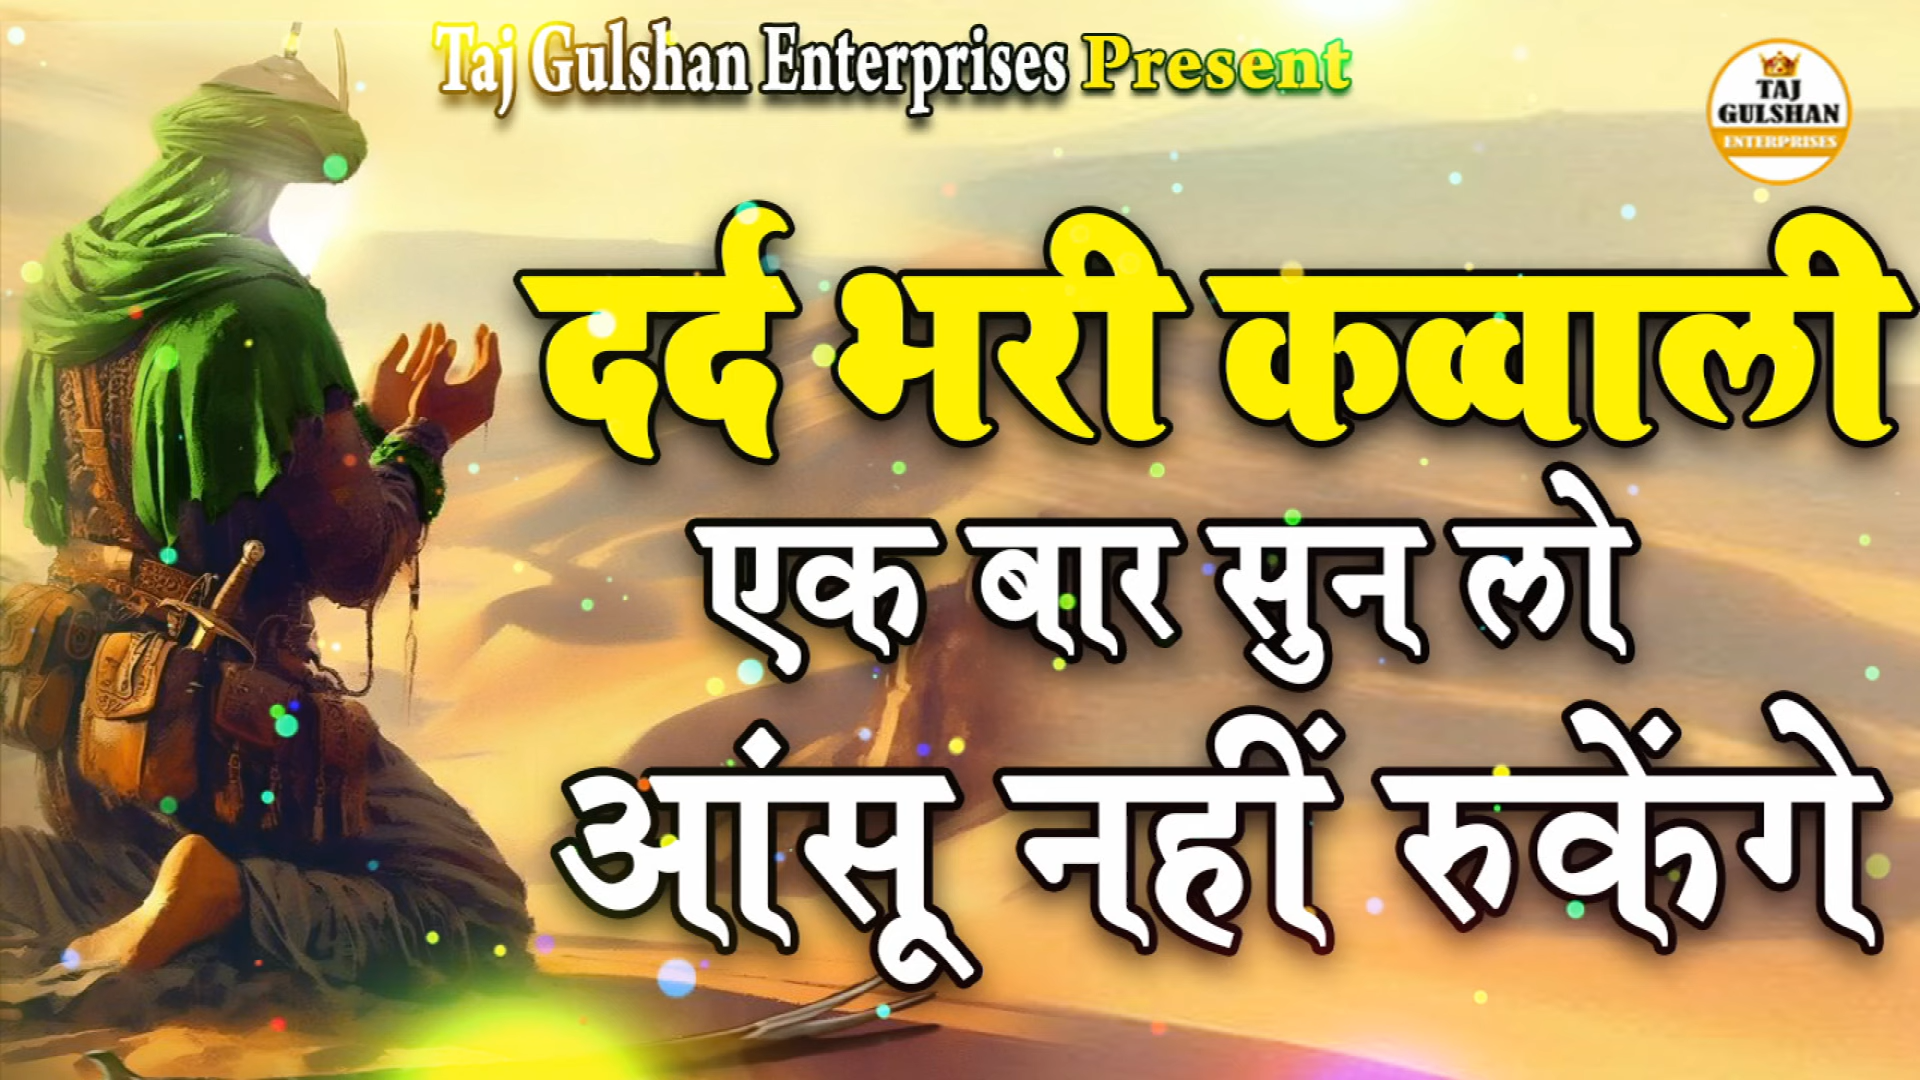 Taj Gulshan Enterprises Present
TAJ
GULSHAN
ENTERPRISES
दर्द भरी कव्वाली
एक बार सुन लो
आंसू नहीं रुकेंगे